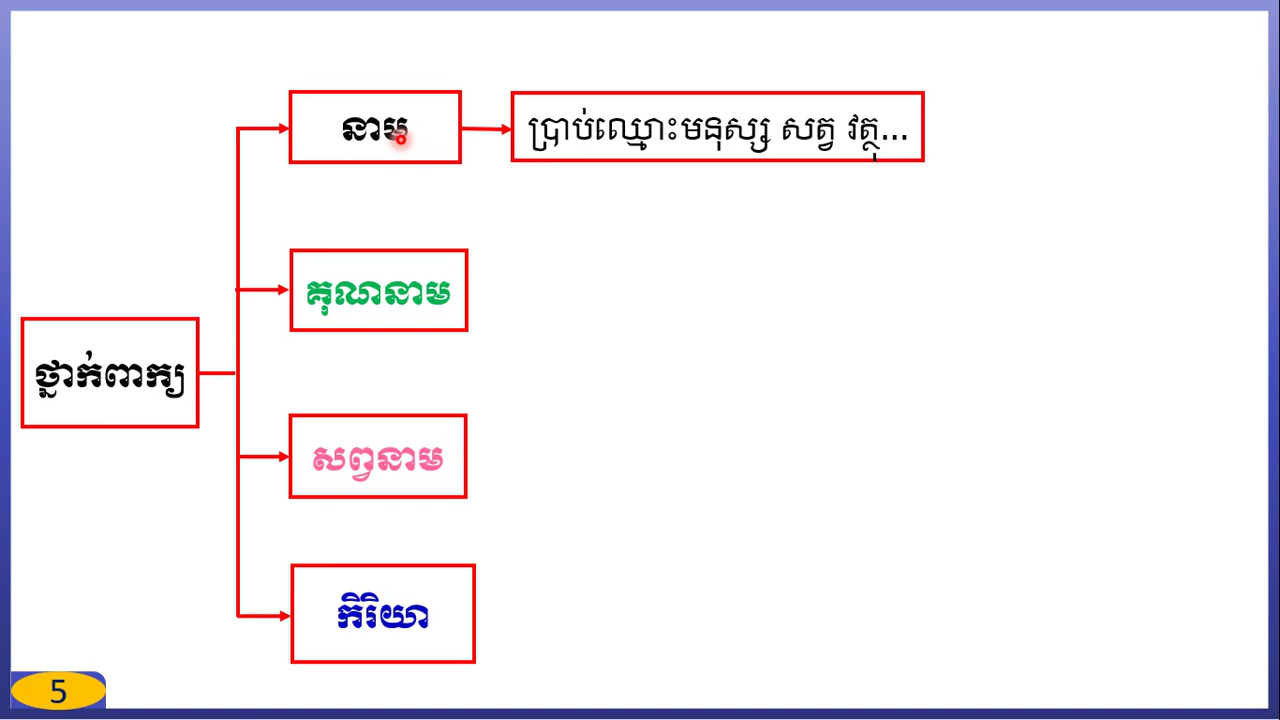 នាម
ប្រាប់ឈ្មោះមនុស្ស សត្វ វត្ថុ...
គុណនាម
ថ្នាក់ពាក្យ
សព្វនាម
កិរិយា
5